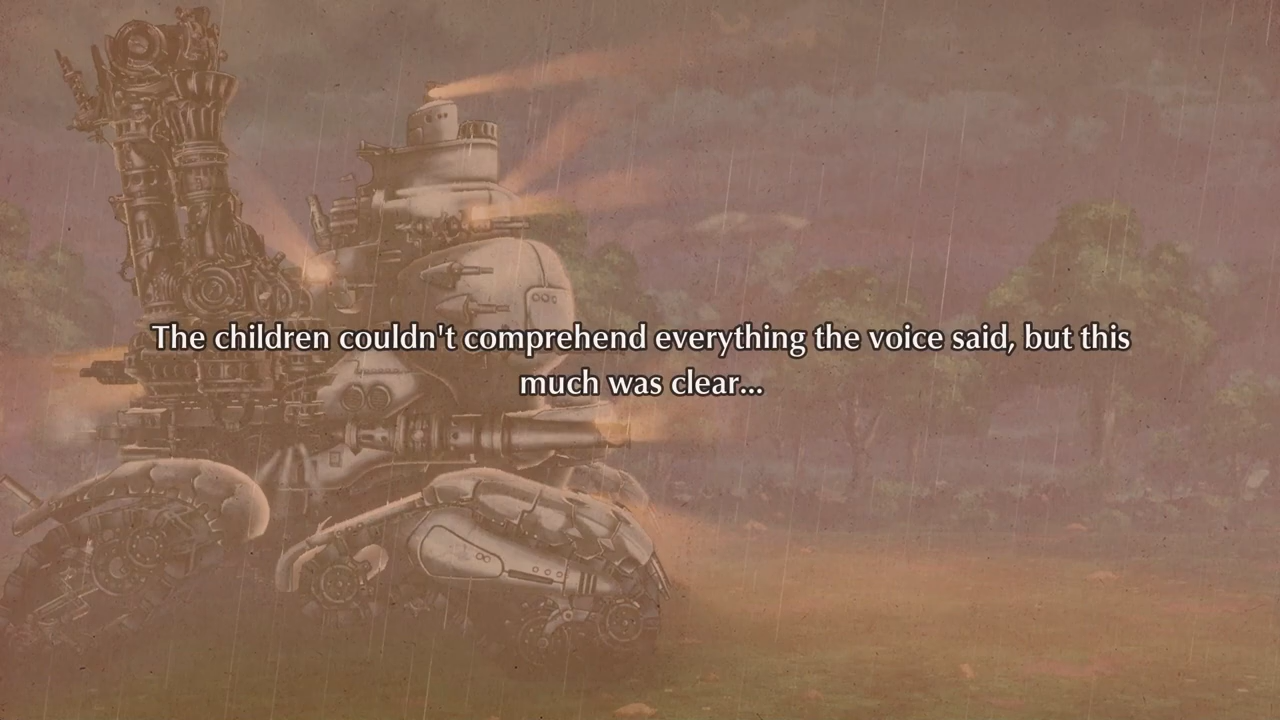 The children couldn't comprehend everything the voice said, but this
much was clear...